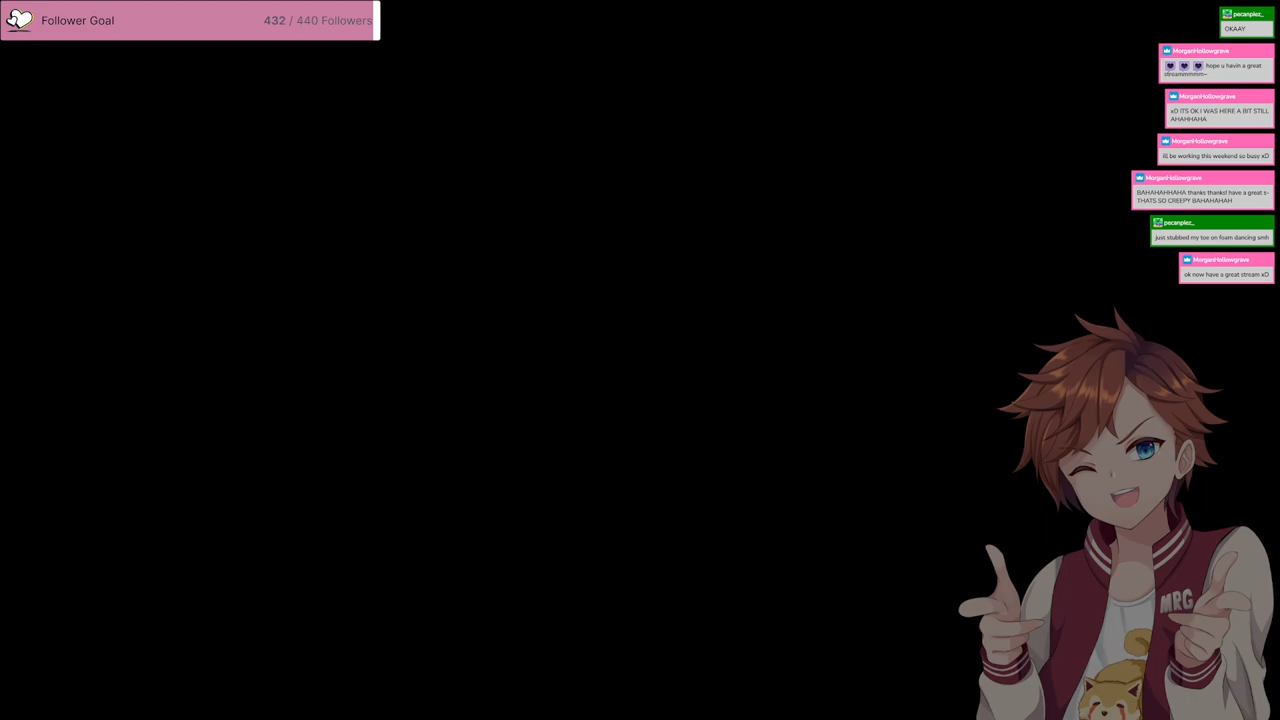 Follower Goal
432 / 440 Followers
pecanpiez_
OKAAY
MorganHollowgrave
hope u havin a great
streammmmm~
MorganHollowgrave
xD ITS OK I WAS HERE A BIT STILL
AHAHHAHA
MorganHollowgrave
ill be working this weekend so busy xD
MorganHollowgrave
BAHAHAHHAHA thanks thanks! have a great s-
THATS SO CREEPY BAHAHAHAH
pecanpiez_
just stubbed my toe on foam dancing smh
MorganHollowgrave
ok now have a great stream xD
MRG